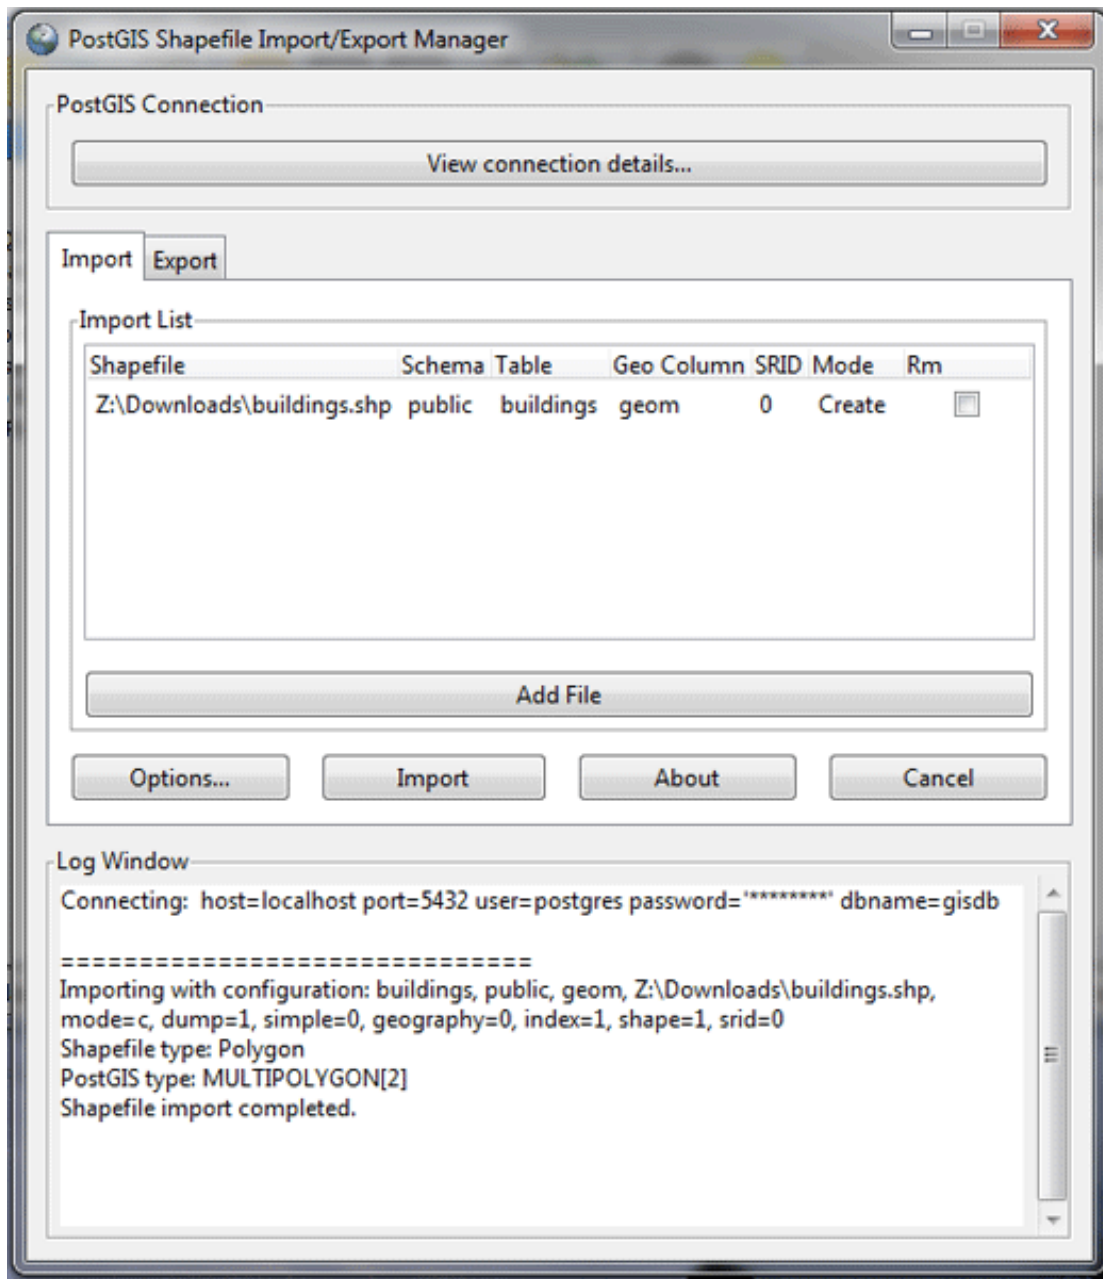 PostGIS Shapefile Import/Export Manager
PostGIS Connection
View connection details...
Import Export
Import List
Shapefile Schema Table Geo Column SRID Mode Rm
Z:\Downloads\buildings.shp public buildings geom 0 Create
Add File
Options... Import About Cancel
Log Window
Connecting: host=localhost port=5432 user=postgres password='********' dbname=gisdb
==============================
Importing with configuration: buildings, public, geom, Z:\Downloads\buildings.shp,
mode=c, dump=1, simple=0, geography=0, index=1, shape=1, srid=0
Shapefile type: Polygon
PostGIS type: MULTIPOLYGON[2]
Shapefile import completed.